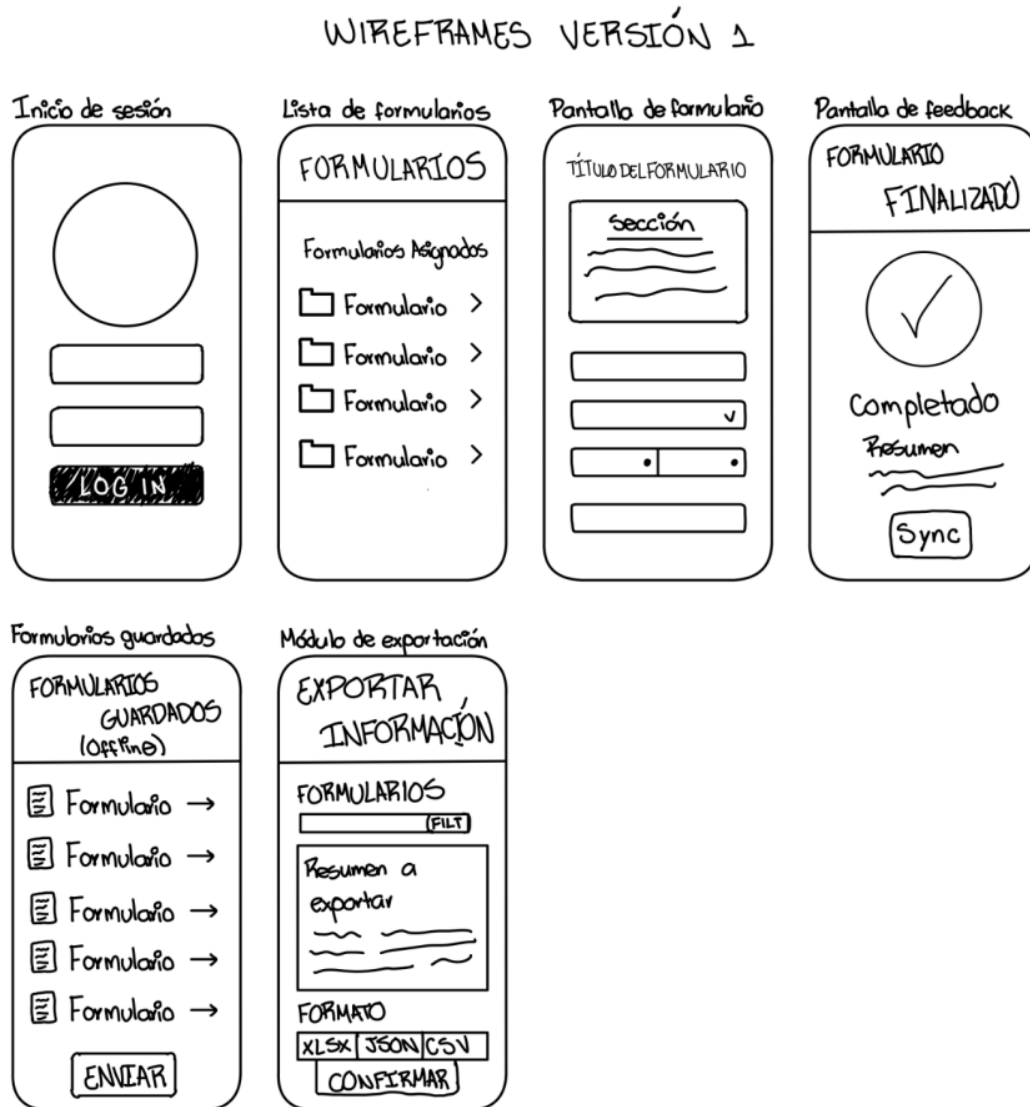 WIREFRAMES VERSIÓN 1
Inicio de sesión
LOG IN
Lista de formularios
FORMULARIOS
Formularios Asignados
Formulario >
Formulario >
Formulario >
Formulario >
Pantalla de formulario
TÍTULO DEL FORMULARIO
Sección
Pantalla de feedback
FORMULARIO
FINALIZADO
Completado
Resumen
Sync
Formularios guardados
FORMULARIOS
GUARDADOS
(Offline)
Formulario →
Formulario →
Formulario →
Formulario →
Formulario →
ENVIAR
Módulo de exportación
EXPORTAR
INFORMACIÓN
FORMULARIOS
FILT
Resumen a
exportar
FORMATO
XLSX JSON CSV
CONFIRMAR